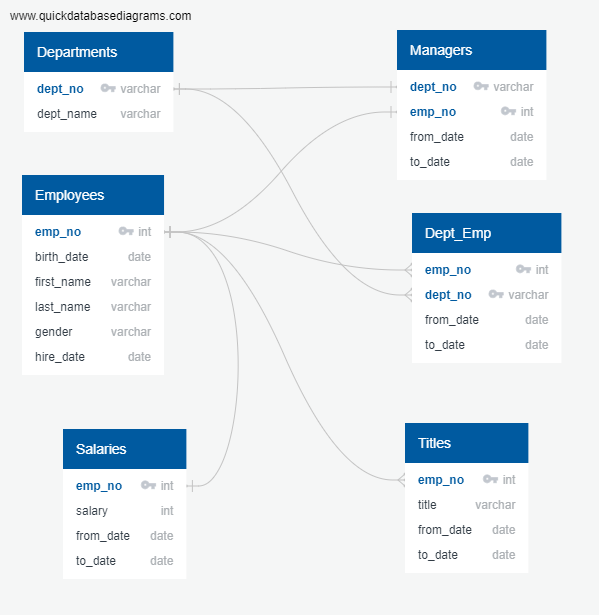 www.quickdatabasediagrams.com
Departments
dept_no varchar
dept_name varchar
Managers
dept_no varchar
emp_no int
from_date date
to_date date
Employees
emp_no int
birth_date date
first_name varchar
last_name varchar
gender varchar
hire_date date
Dept_Emp
emp_no int
dept_no varchar
from_date date
to_date date
Salaries
emp_no int
salary int
from_date date
to_date date
Titles
emp_no int
title varchar
from_date date
to_date date